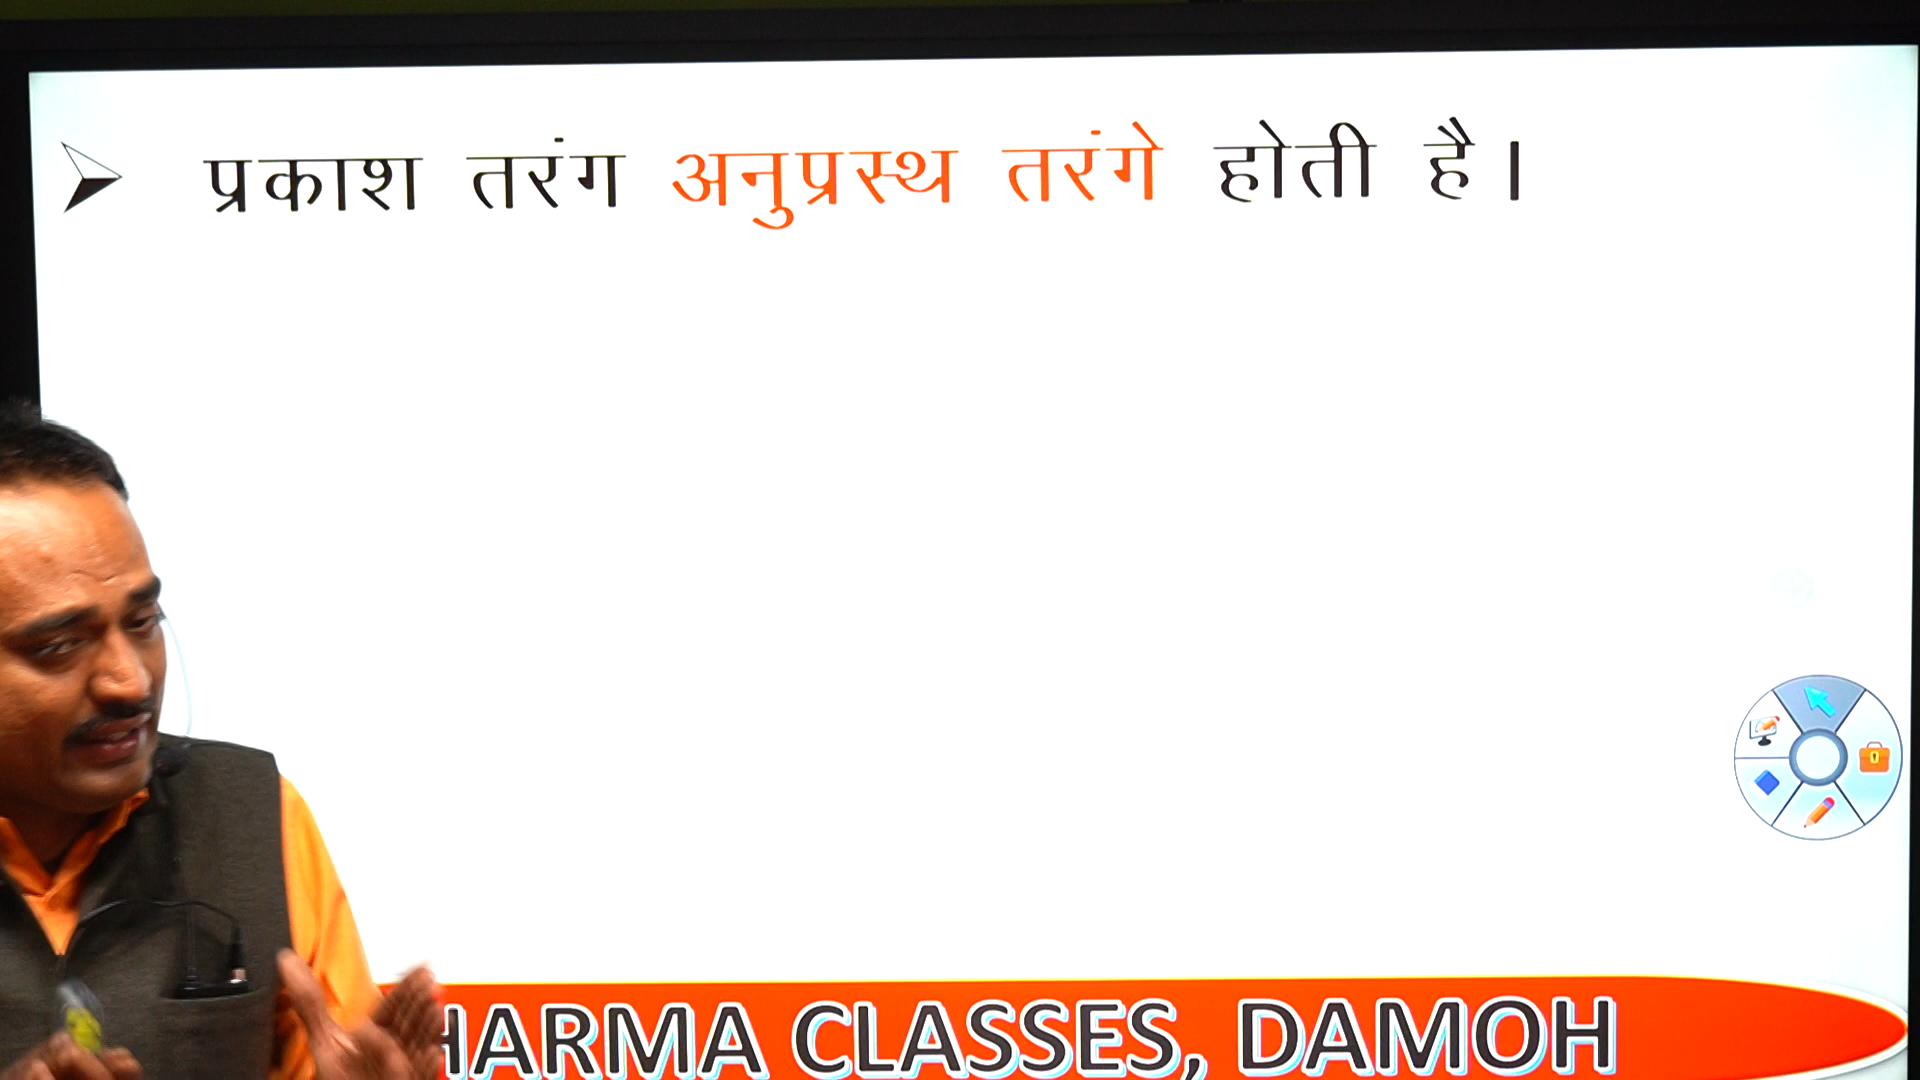 प्रकाश तरंग अनुप्रस्थ तरंगे होती है।
HARMA CLASSES, DAMOH